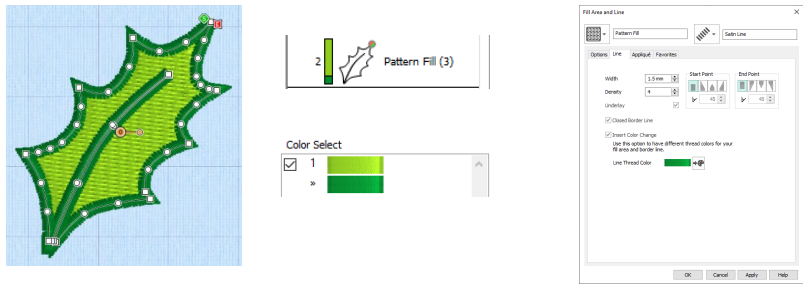 2 Pattern Fill (3)
Color Select
1
»
Fill Area and Line
Pattern Fill
Satin Line
Options Line Appliqué Favorites
Width 1.5 mm
Density 4
Underlay
Start Point
45
End Point
45
Closed Border Line
Insert Color Change
Use this option to have different thread colors for your
fill area and border line.
Line Thread Color
OK Cancel Apply Help